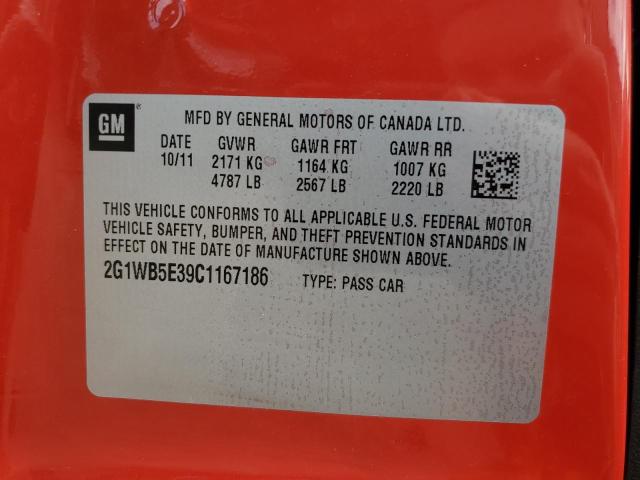 GM ®
MFD BY GENERAL MOTORS OF CANADA LTD.
DATE GVWR GAWR FRT GAWR RR
10/11 2171 KG 1164 KG 1007 KG
4787 LB 2567 LB 2220 LB
THIS VEHICLE CONFORMS TO ALL APPLICABLE U.S. FEDERAL MOTOR
VEHICLE SAFETY, BUMPER, AND THEFT PREVENTION STANDARDS IN
EFFECT ON THE DATE OF MANUFACTURE SHOWN ABOVE.
2G1WB5E39C1167186 TYPE: PASS CAR